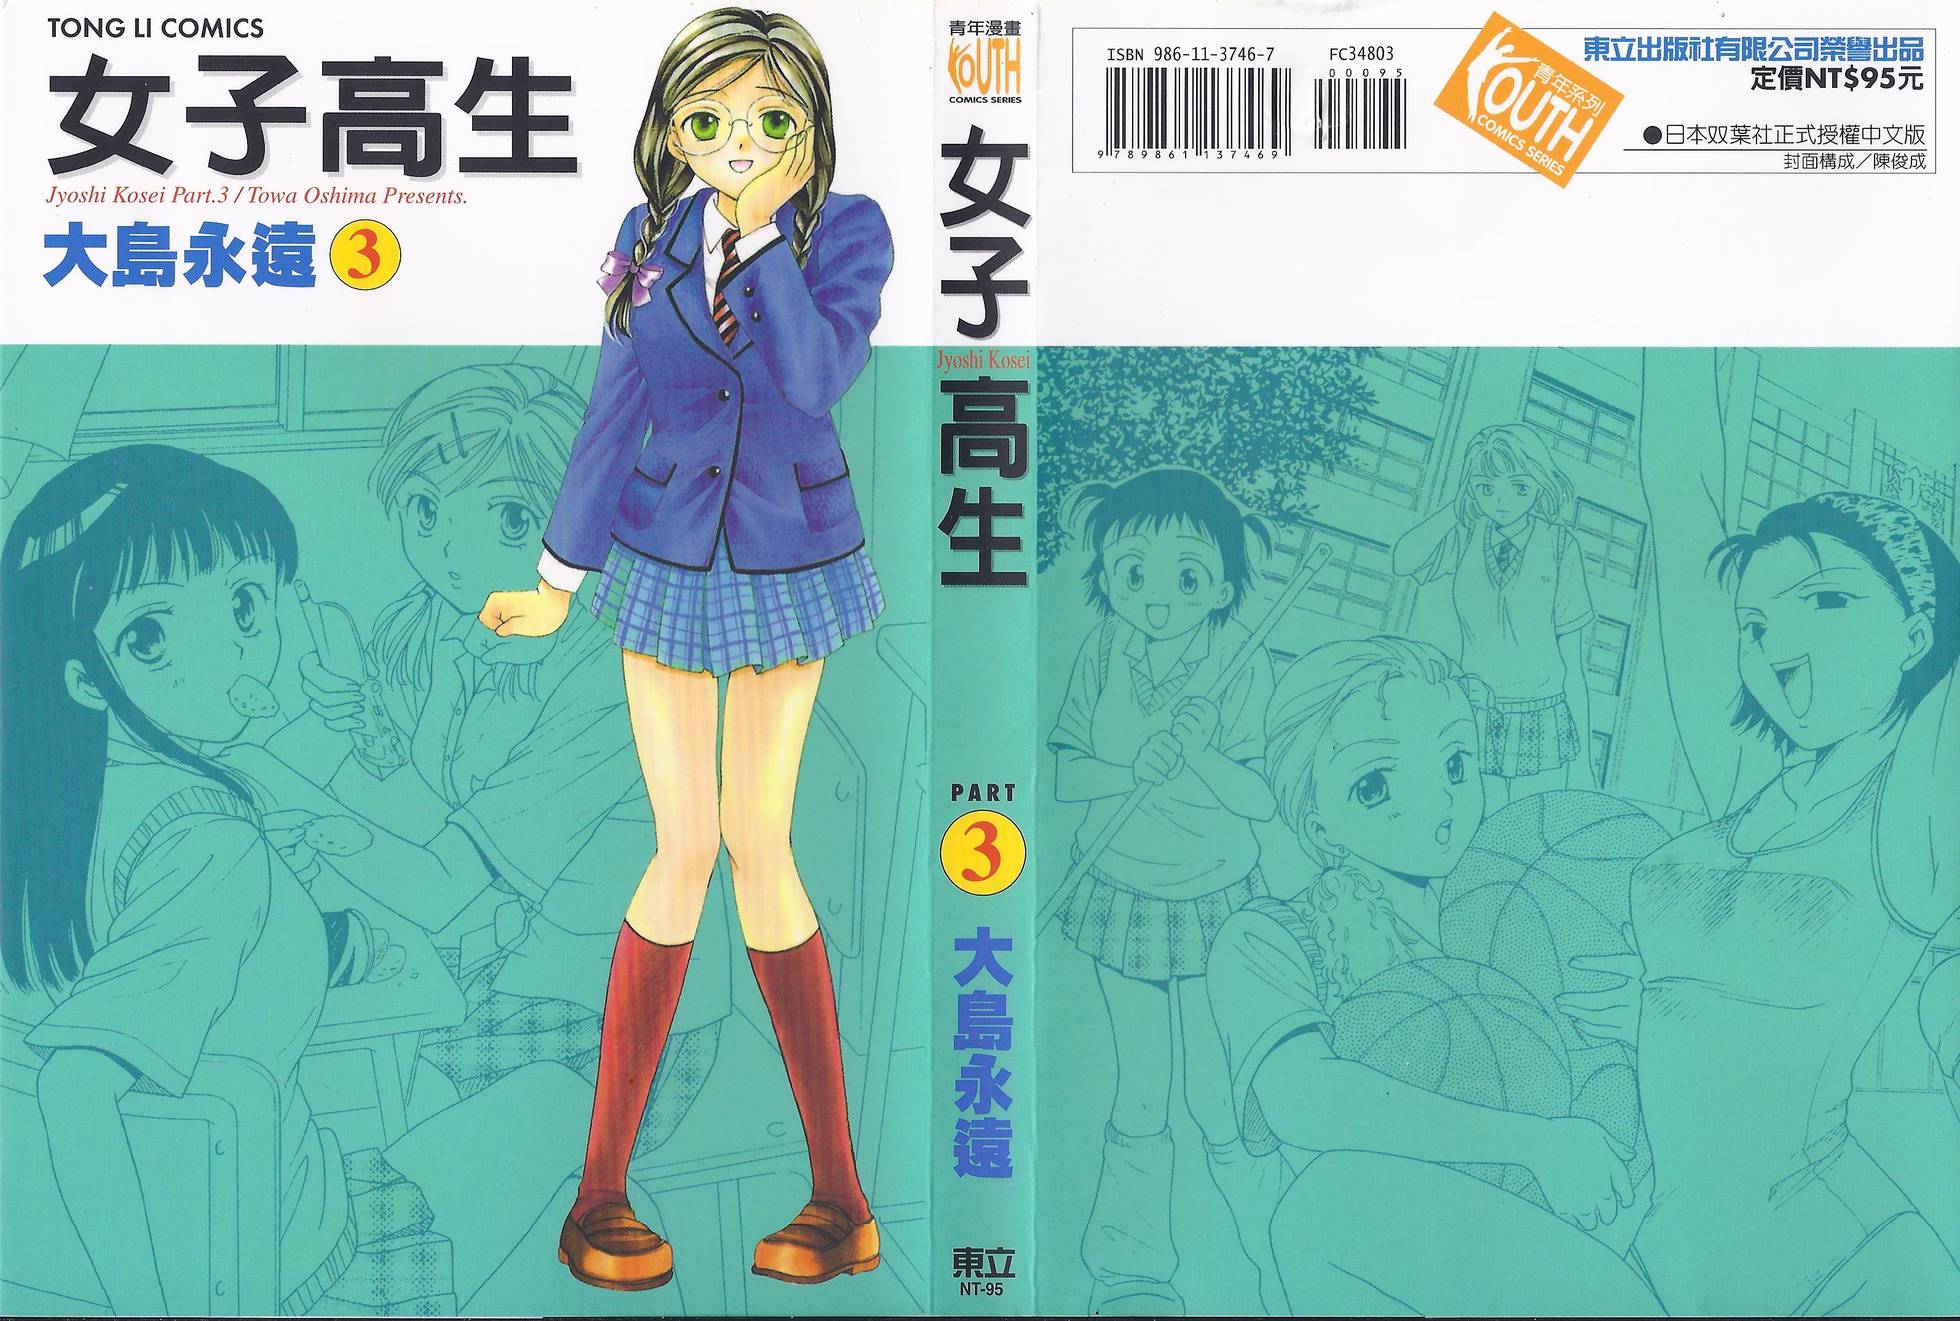 TONG LI COMICS
女子高生
Jyoshi Kosei Part.3 / Towa Oshima Presents.
大島永遠 3
青年漫畫
YOUTH
COMICS SERIES
女子
Jyoshi Kosei
高生
PART
3
大島永遠
東立
NT-95
ISBN 986-11-3746-7
9 789861 137469
FC34803
00095
青年系列
YOUTH
COMICS SERIES
東立出版社有限公司榮譽出品
定價NT$95元
●日本双葉社正式授權中文版
封面構成／陳俊成